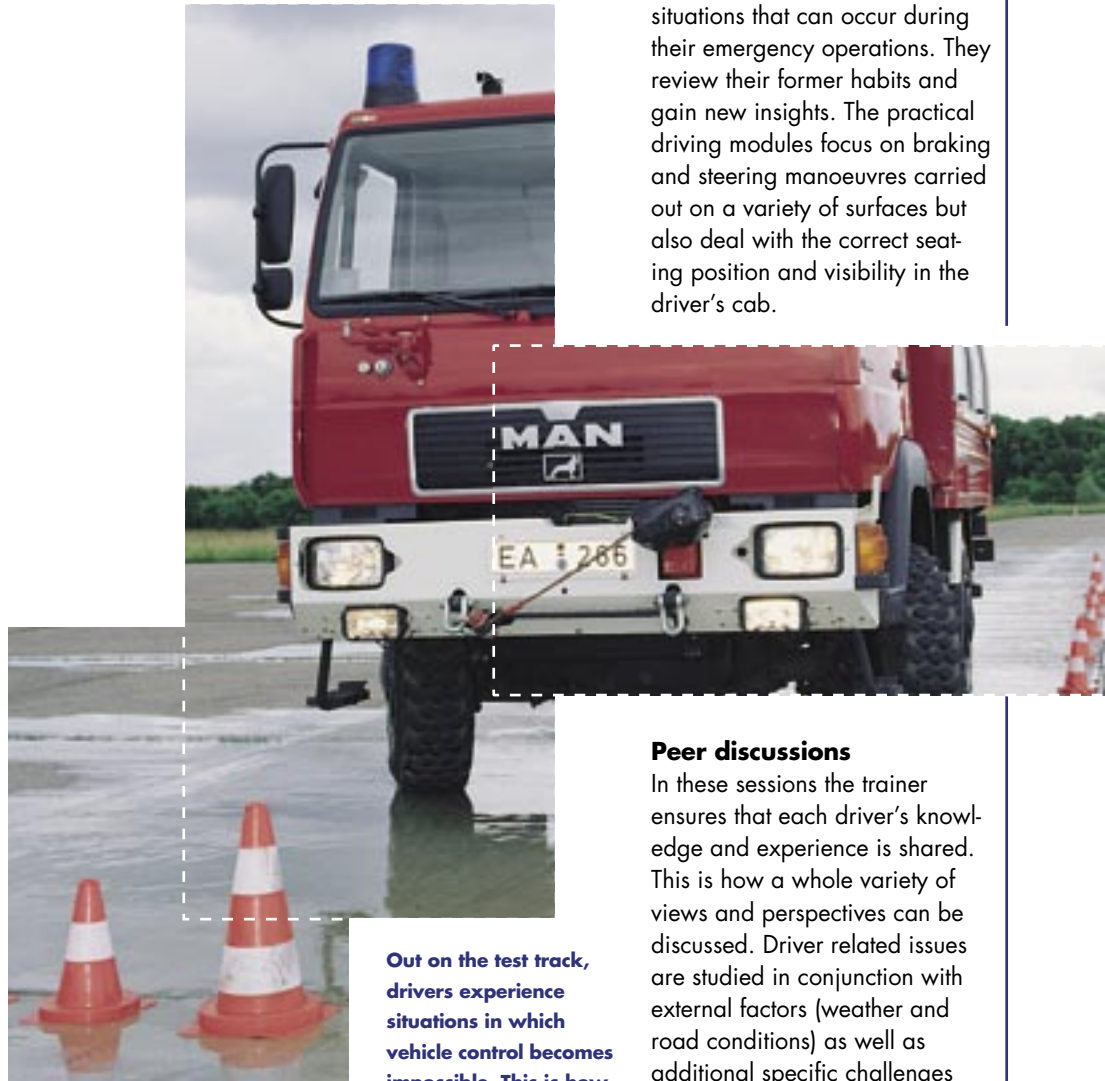 situations that can occur during
their emergency operations. They
review their former habits and
gain new insights. The practical
driving modules focus on braking
and steering manoeuvres carried
out on a variety of surfaces but
also deal with the correct seat-
ing position and visibility in the
driver's cab.
MAN
EA 266
Peer discussions
In these sessions the trainer
ensures that each driver's knowl-
edge and experience is shared.
This is how a whole variety of
views and perspectives can be
discussed. Driver related issues
are studied in conjunction with
external factors (weather and
road conditions) as well as
additional specific challenges
Out on the test track,
drivers experience
situations in which
vehicle control becomes
impossible. This is how